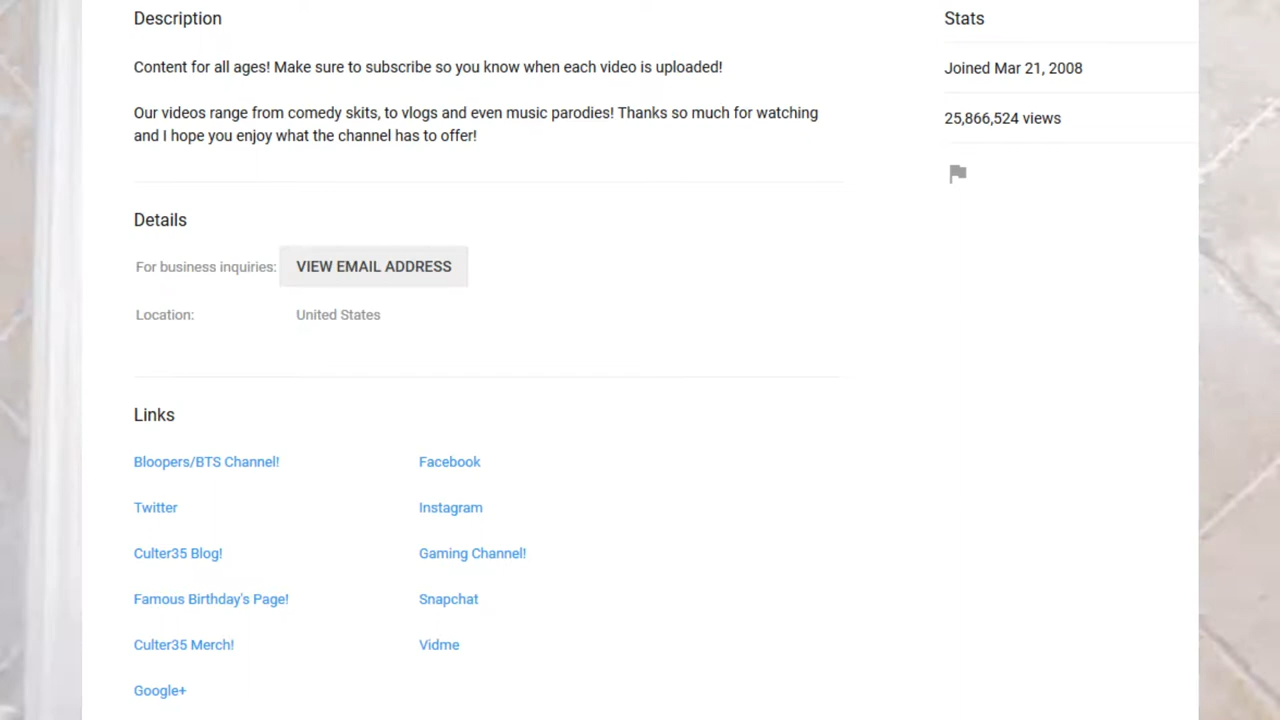 Description
Content for all ages! Make sure to subscribe so you know when each video is uploaded!
Our videos range from comedy skits, to vlogs and even music parodies! Thanks so much for watching
and I hope you enjoy what the channel has to offer!
Details
For business inquiries: VIEW EMAIL ADDRESS
Location: United States
Links
Bloopers/BTS Channel! Facebook
Twitter Instagram
Culter35 Blog! Gaming Channel!
Famous Birthday's Page! Snapchat
Culter35 Merch! Vidme
Google+
Stats
Joined Mar 21, 2008
25,866,524 views